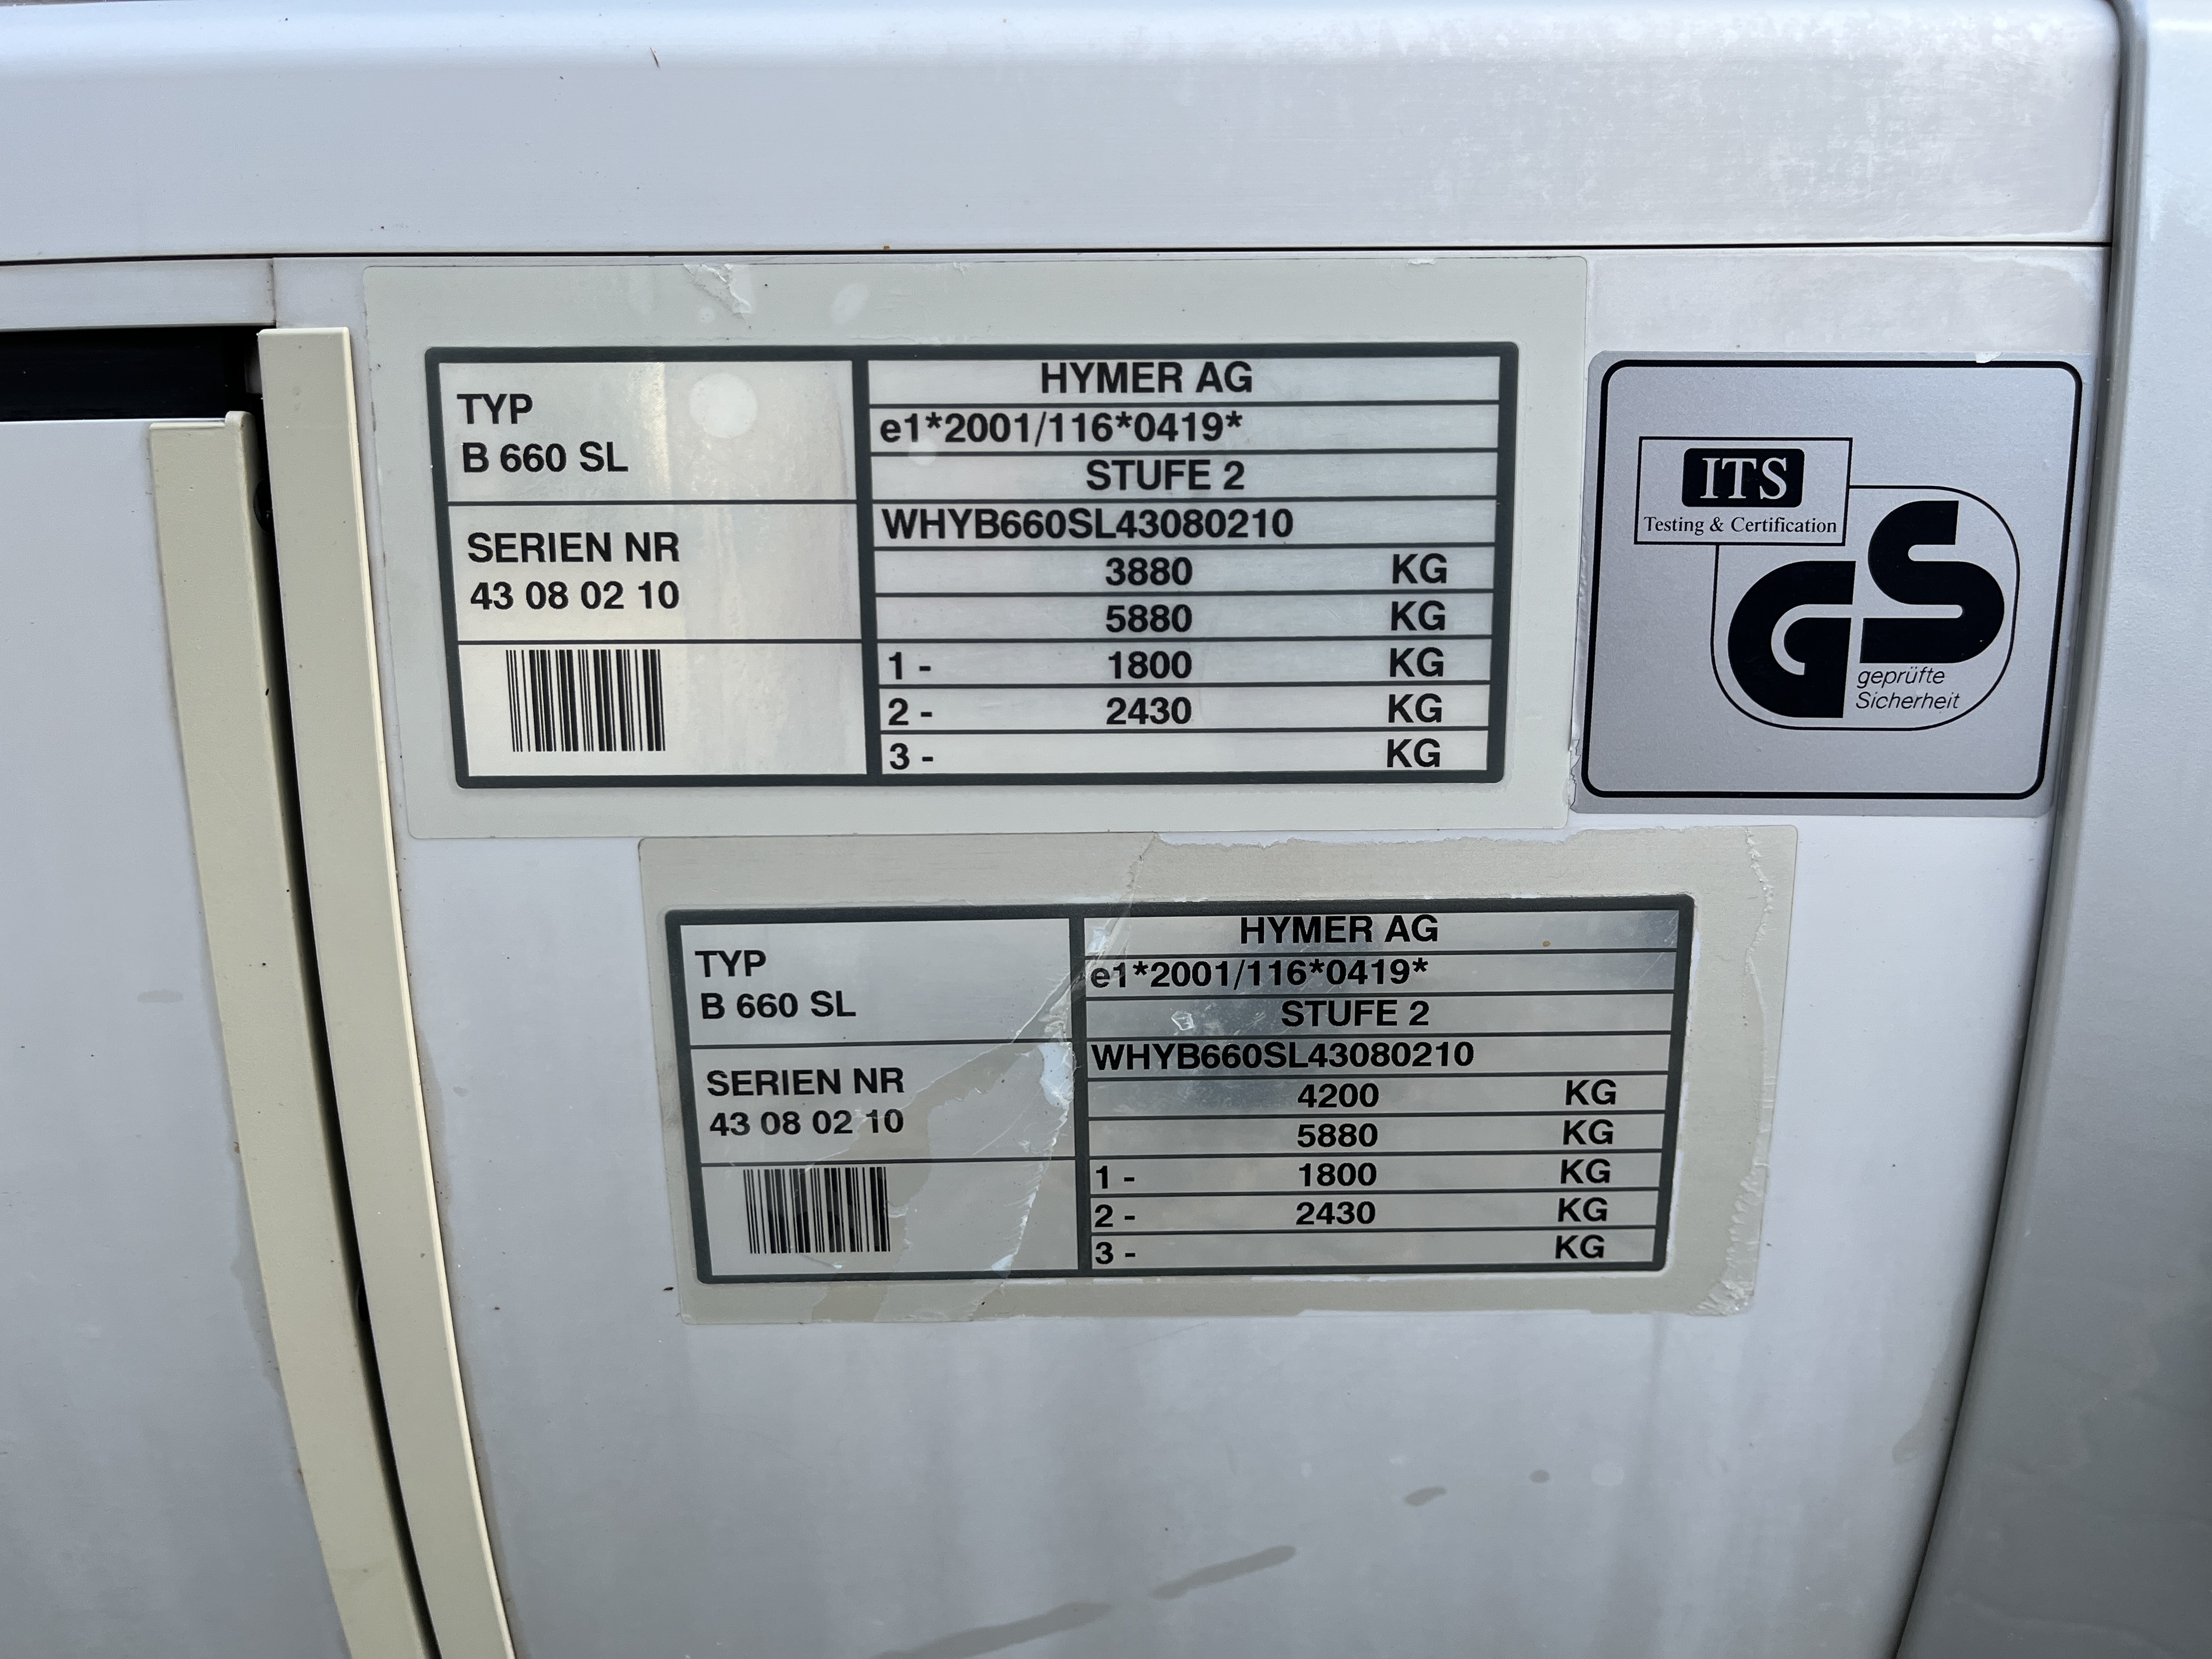 TYP
B 660 SL
SERIEN NR
43 08 02 10
HYMER AG
e1*2001/116*0419*
STUFE 2
WHYB660SL43080210
3880 KG
5880 KG
1 - 1800 KG
2 - 2430 KG
3 - KG
ITS
Testing & Certification
GS
geprüfte
Sicherheit
TYP
B 660 SL
SERIEN NR
43 08 02 10
HYMER AG
e1*2001/116*0419*
STUFE 2
WHYB660SL43080210
4200 KG
5880 KG
1 - 1800 KG
2 - 2430 KG
3 - KG